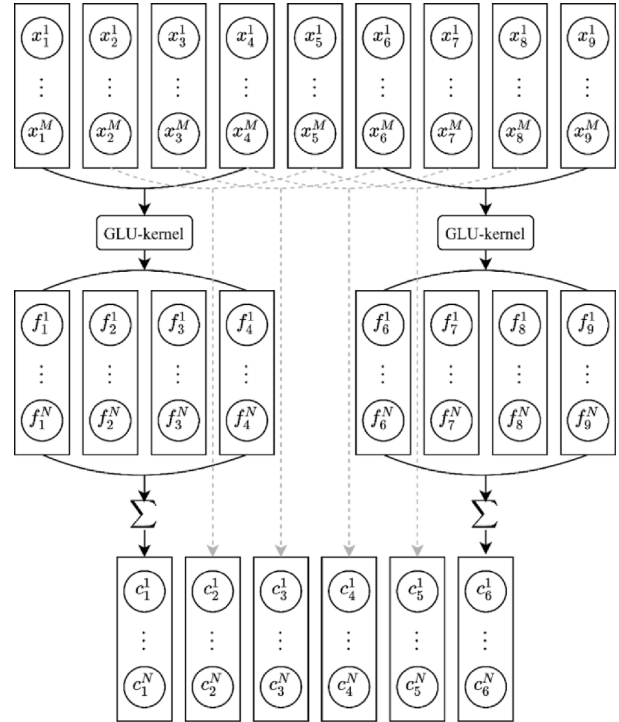 x_1^1 x_2^1 x_3^1 x_4^1 x_5^1 x_6^1 x_7^1 x_8^1 x_9^1
⋮ ⋮ ⋮ ⋮ ⋮ ⋮ ⋮ ⋮ ⋮
x_1^M x_2^M x_3^M x_4^M x_5^M x_6^M x_7^M x_8^M x_9^M
GLU-kernel GLU-kernel
f_1^1 f_2^1 f_3^1 f_4^1 f_6^1 f_7^1 f_8^1 f_9^1
⋮ ⋮ ⋮ ⋮ ⋮ ⋮ ⋮ ⋮
f_1^N f_2^N f_3^N f_4^N f_6^N f_7^N f_8^N f_9^N
∑ ∑
c_1^1 c_2^1 c_3^1 c_4^1 c_5^1 c_6^1
⋮ ⋮ ⋮ ⋮ ⋮ ⋮
c_1^N c_2^N c_3^N c_4^N c_5^N c_6^N